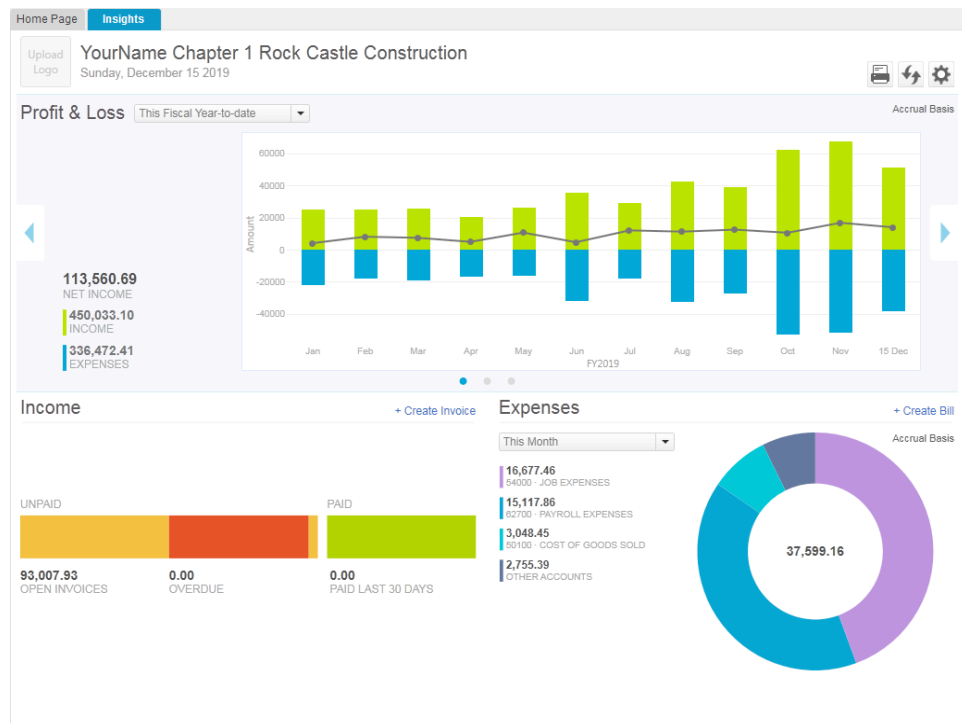 Home Page
Insights
Upload
Logo
YourName Chapter 1 Rock Castle Construction
Sunday, December 15 2019
Profit & Loss
This Fiscal Year-to-date
Accrual Basis
60000
40000
20000
0
-20000
-40000
Amount
Jan Feb Mar Apr May Jun Jul Aug Sep Oct Nov 15 Dec
FY2019
113,560.69
NET INCOME
450,033.10
INCOME
336,472.41
EXPENSES
Income
+ Create Invoice
UNPAID
PAID
93,007.93
OPEN INVOICES
0.00
OVERDUE
0.00
PAID LAST 30 DAYS
Expenses
+ Create Bill
This Month
Accrual Basis
16,677.46
54000 · JOB EXPENSES
15,117.86
62700 · PAYROLL EXPENSES
3,048.45
50100 · COST OF GOODS SOLD
2,755.39
OTHER ACCOUNTS
37,599.16